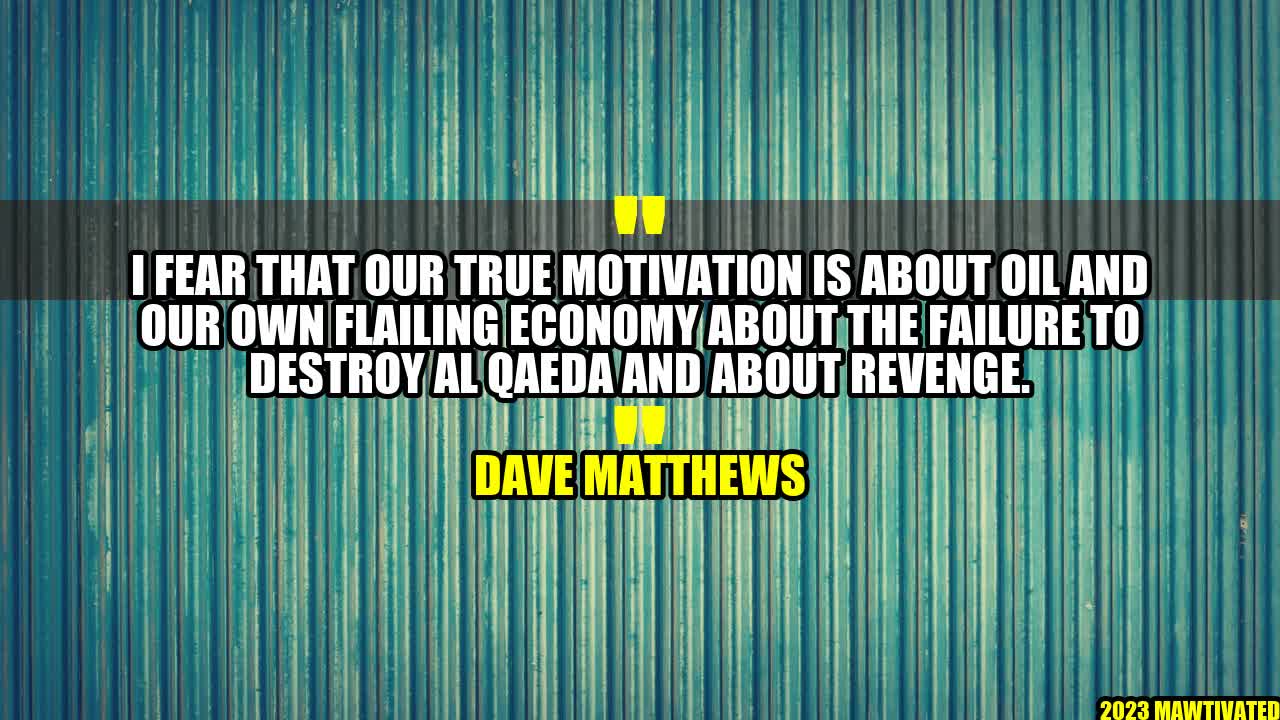 "
I FEAR THAT OUR TRUE MOTIVATION IS ABOUT OIL AND
OUR OWN FLAILING ECONOMY ABOUT THE FAILURE TO
DESTROY AL QAEDA AND ABOUT REVENGE.
"
DAVE MATTHEWS
2023 MAWTIVATED